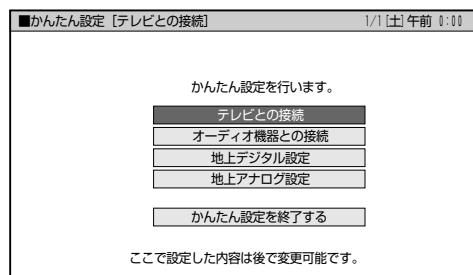 ■かんたん設定［テレビとの接続］ 1/1[土]午前 0:00
かんたん設定を行います。
テレビとの接続
オーディオ機器との接続
地上デジタル設定
地上アナログ設定
かんたん設定を終了する
ここで設定した内容は後で変更可能です。